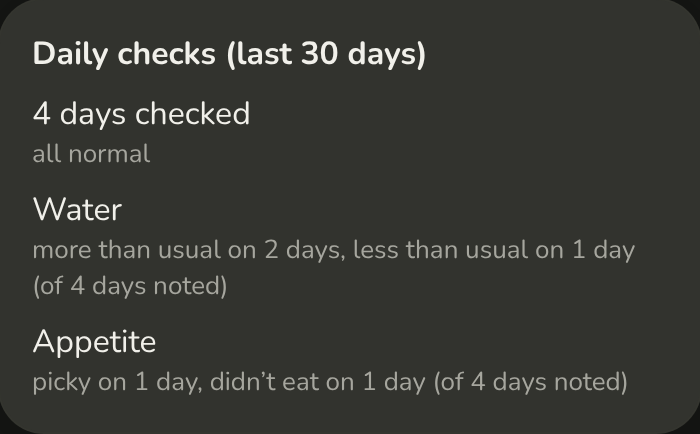 Daily checks (last 30 days)
4 days checked
all normal
Water
more than usual on 2 days, less than usual on 1 day
(of 4 days noted)
Appetite
picky on 1 day, didn’t eat on 1 day (of 4 days noted)